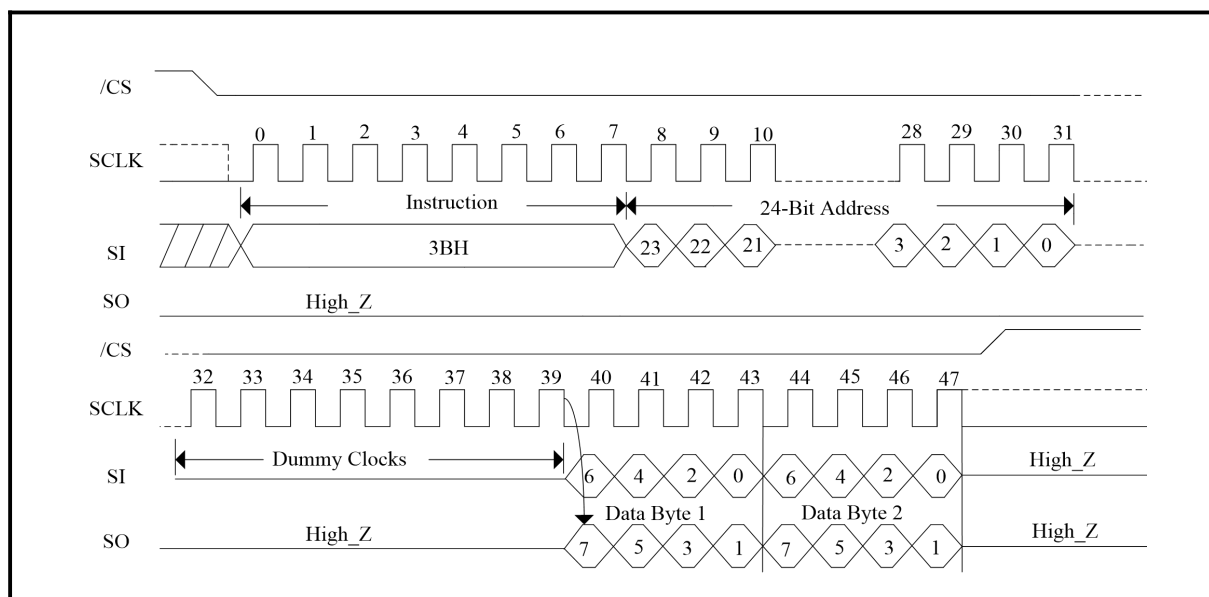 /CS
0 1 2 3 4 5 6 7 8 9 10 28 29 30 31
SCLK
Instruction 24-Bit Address
SI 3BH 23 22 21 3 2 1 0
SO High_Z
/CS
32 33 34 35 36 37 38 39 40 41 42 43 44 45 46 47
SCLK
Dummy Clocks High_Z
SI 6 4 2 0 6 4 2 0
Data Byte 1 Data Byte 2
High_Z High_Z
SO 7 5 3 1 7 5 3 1